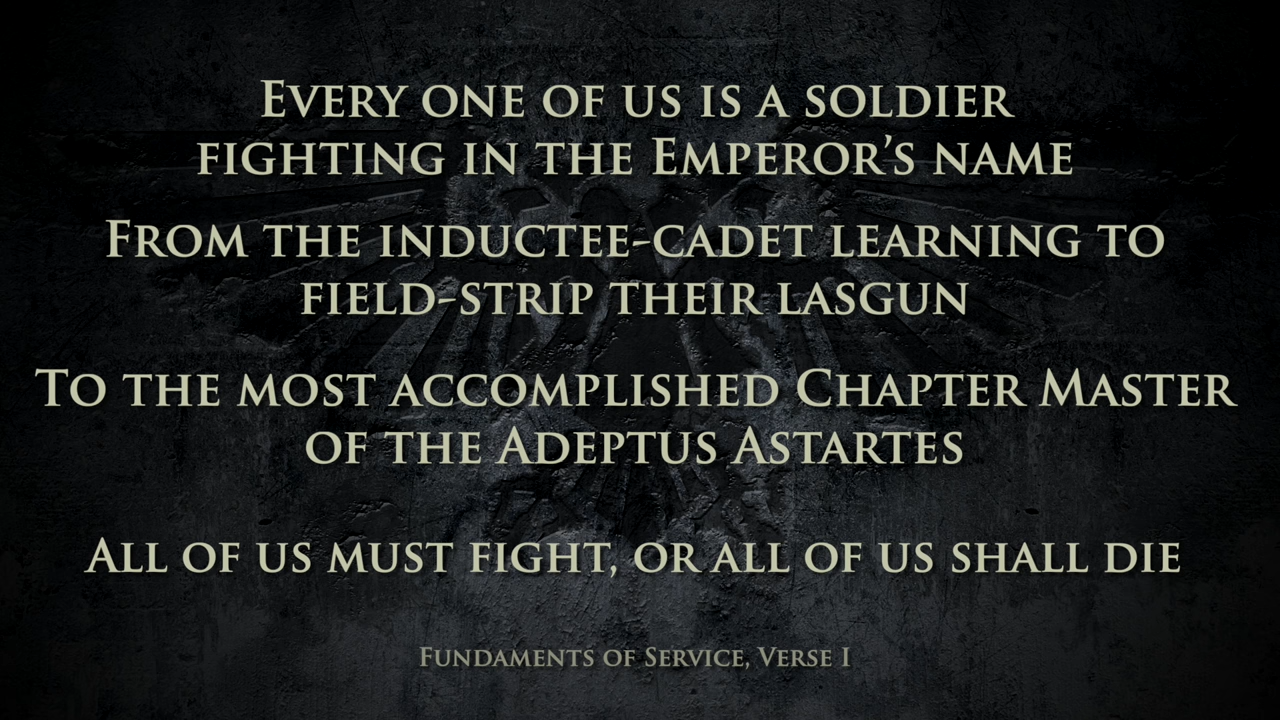 Every one of us is a soldier
fighting in the Emperor's name
From the inductee-cadet learning to
field-strip their lasgun
To the most accomplished Chapter Master
of the Adeptus Astartes
All of us must fight, or all of us shall die
Fundaments of Service, Verse I